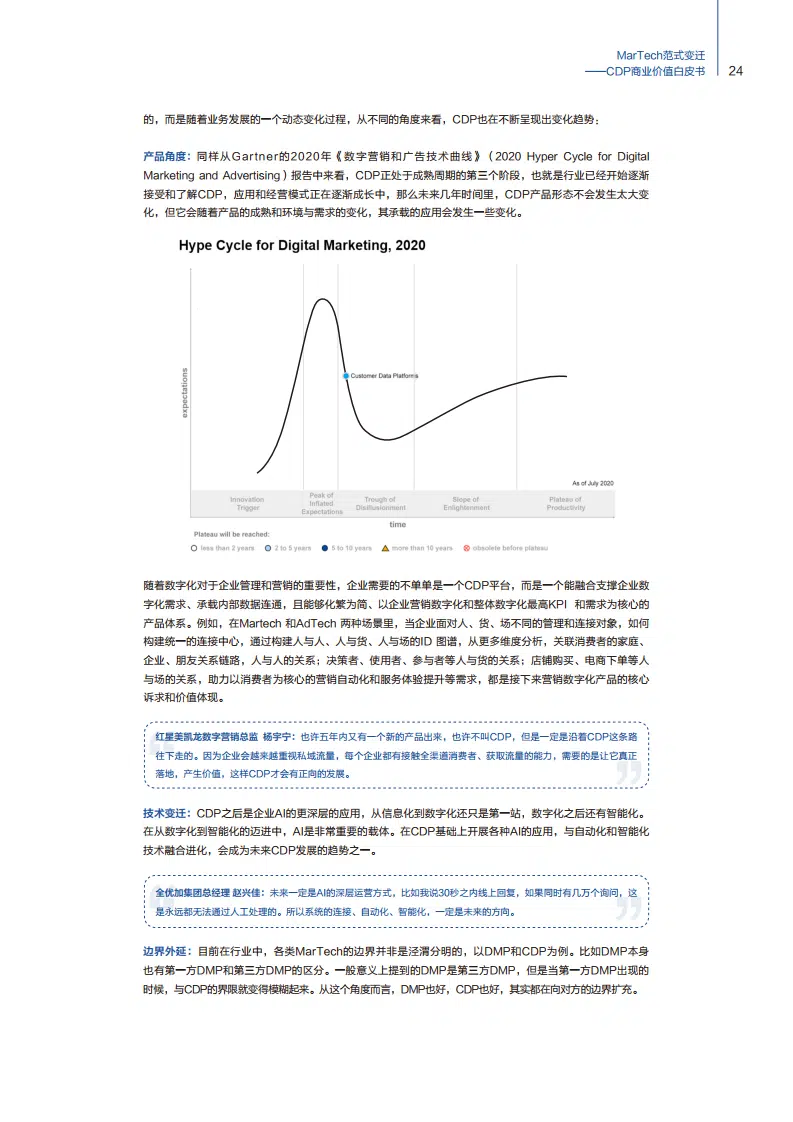 MarTech范式变迁
——CDP商业价值白皮书 24
的，而是随着业务发展的一个动态变化过程，从不同的角度来看，CDP也在不断呈现出变化趋势：
产品角度：同样从Gartner的2020年《数字营销和广告技术曲线》（2020 Hyper Cycle for Digital
Marketing and Advertising）报告中来看，CDP正处于成熟周期的第三个阶段，也就是行业已经开始逐渐
接受和了解CDP，应用和经营模式正在逐渐成长中，那么未来几年时间里，CDP产品形态不会发生太大变
化，但它会随着产品的成熟和环境与需求的变化，其承载的应用会发生一些变化。
Hype Cycle for Digital Marketing, 2020
expectations
Customer Data Platforms
As of July 2020
Innovation
Trigger
Peak of
Inflated
Expectations
Trough of
Disillusionment
Slope of
Enlightenment
Plateau of
Productivity
time
Plateau will be reached:
less than 2 years 2 to 5 years 5 to 10 years more than 10 years obsolete before plateau
随着数字化对于企业管理和营销的重要性，企业需要的不单单是一个CDP平台，而是一个能融合支撑企业数
字化需求、承载内部数据连通，且能够化繁为简、以企业营销数字化和整体数字化最高KPI 和需求为核心的
产品体系。例如，在Martech 和AdTech 两种场景里，当企业面对人、货、场不同的管理和连接对象，如何
构建统一的连接中心，通过构建人与人、人与货、人与场的ID 图谱，从更多维度分析，关联消费者的家庭、
企业、朋友关系链路，人与人的关系；决策者、使用者、参与者等人与货的关系；店铺购买、电商下单等人
与场的关系，助力以消费者为核心的营销自动化和服务体验提升等需求，都是接下来营销数字化产品的核心
诉求和价值体现。
红星美凯龙数字营销总监 杨宇宁：也许五年内又有一个新的产品出来，也许不叫CDP，但是一定是沿着CDP这条路
往下走的。因为企业会越来越重视私域流量，每个企业都有接触全渠道消费者、获取流量的能力，需要的是让它真正
落地，产生价值，这样CDP才会有正向的发展。
技术变迁：CDP之后是企业AI的更深层的应用，从信息化到数字化还只是第一站，数字化之后还有智能化。
在从数字化到智能化的迈进中，AI是非常重要的载体。在CDP基础上开展各种AI的应用，与自动化和智能化
技术融合进化，会成为未来CDP发展的趋势之一。
全优加集团总经理 赵兴佳：未来一定是AI的深层运营方式，比如我说30秒之内线上回复，如果同时有几万个询问，这
是永远都无法通过人工处理的。所以系统的连接、自动化、智能化，一定是未来的方向。
边界外延：目前在行业中，各类MarTech的边界并非是泾渭分明的，以DMP和CDP为例。比如DMP本身
也有第一方DMP和第三方DMP的区分。一般意义上提到的DMP是第三方DMP，但是当第一方DMP出现的
时候，与CDP的界限就变得模糊起来。从这个角度而言，DMP也好，CDP也好，其实都在向对方的边界扩充。